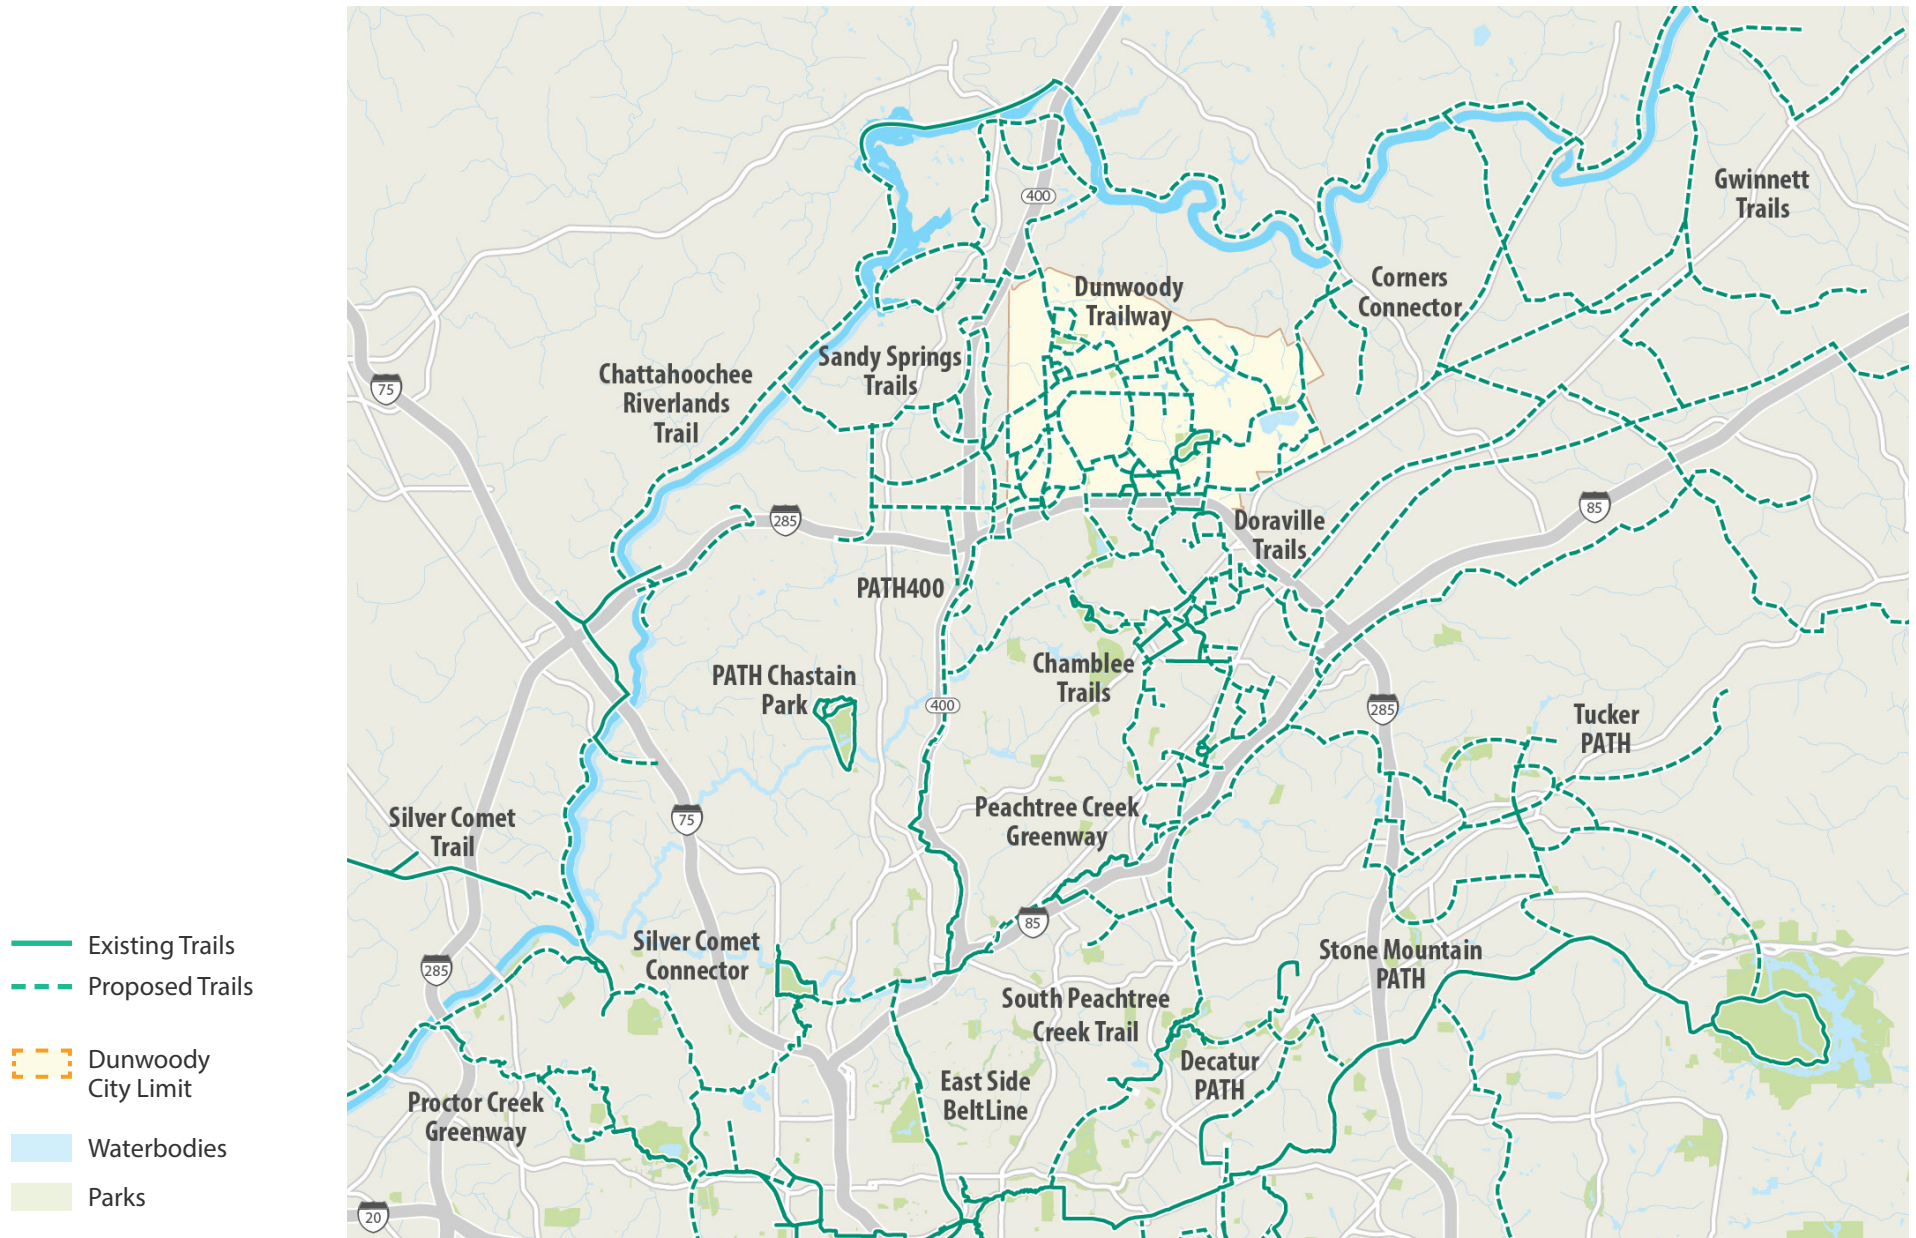 400
Gwinnett
Trails
Dunwoody
Trailway
Corners
Connector
Sandy Springs
Trails
Chattahoochee
Riverlands
Trail
75
285
85
Doraville
Trails
PATH400
Chamblee
Trails
PATH Chastain
Park
400
285
Tucker
PATH
Peachtree Creek
Greenway
75
Silver Comet
Trail
85
Silver Comet
Connector
285
Stone Mountain
PATH
South Peachtree
Creek Trail
Decatur
PATH
East Side
BeltLine
Proctor Creek
Greenway
20
Existing Trails
Proposed Trails
Dunwoody
City Limit
Waterbodies
Parks